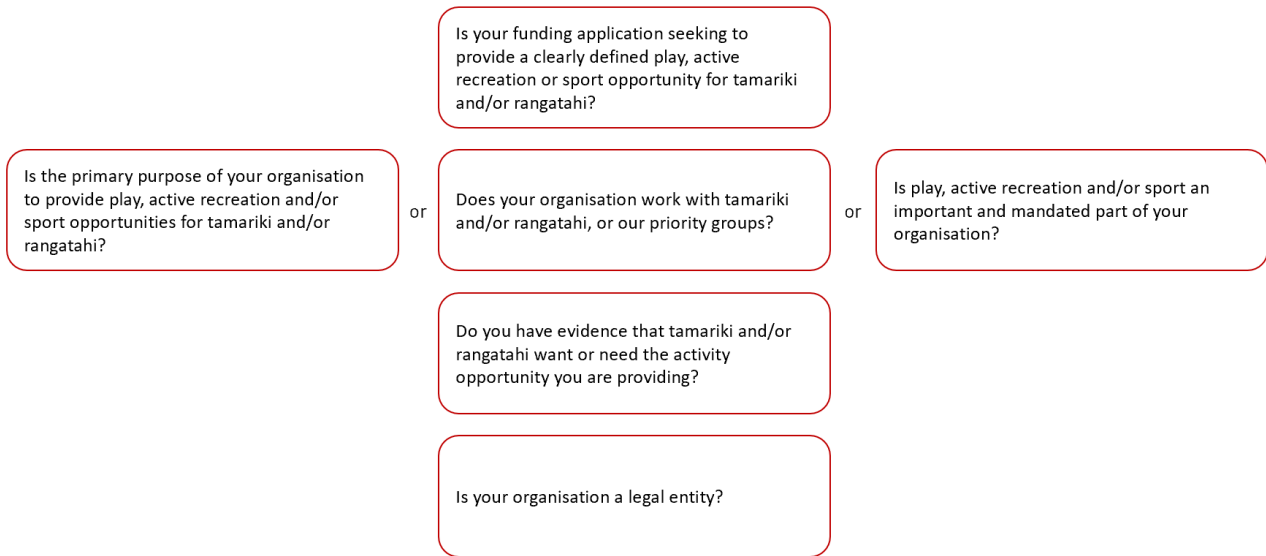 Is your funding application seeking to
provide a clearly defined play, active
recreation or sport opportunity for tamariki
and/or rangatahi?
Is the primary purpose of your organisation
to provide play, active recreation and/or
sport opportunities for tamariki and/or
rangatahi?
or
Does your organisation work with tamariki
and/or rangatahi, or our priority groups?
or
Is play, active recreation and/or sport an
important and mandated part of your
organisation?
Do you have evidence that tamariki and/or
rangatahi want or need the activity
opportunity you are providing?
Is your organisation a legal entity?